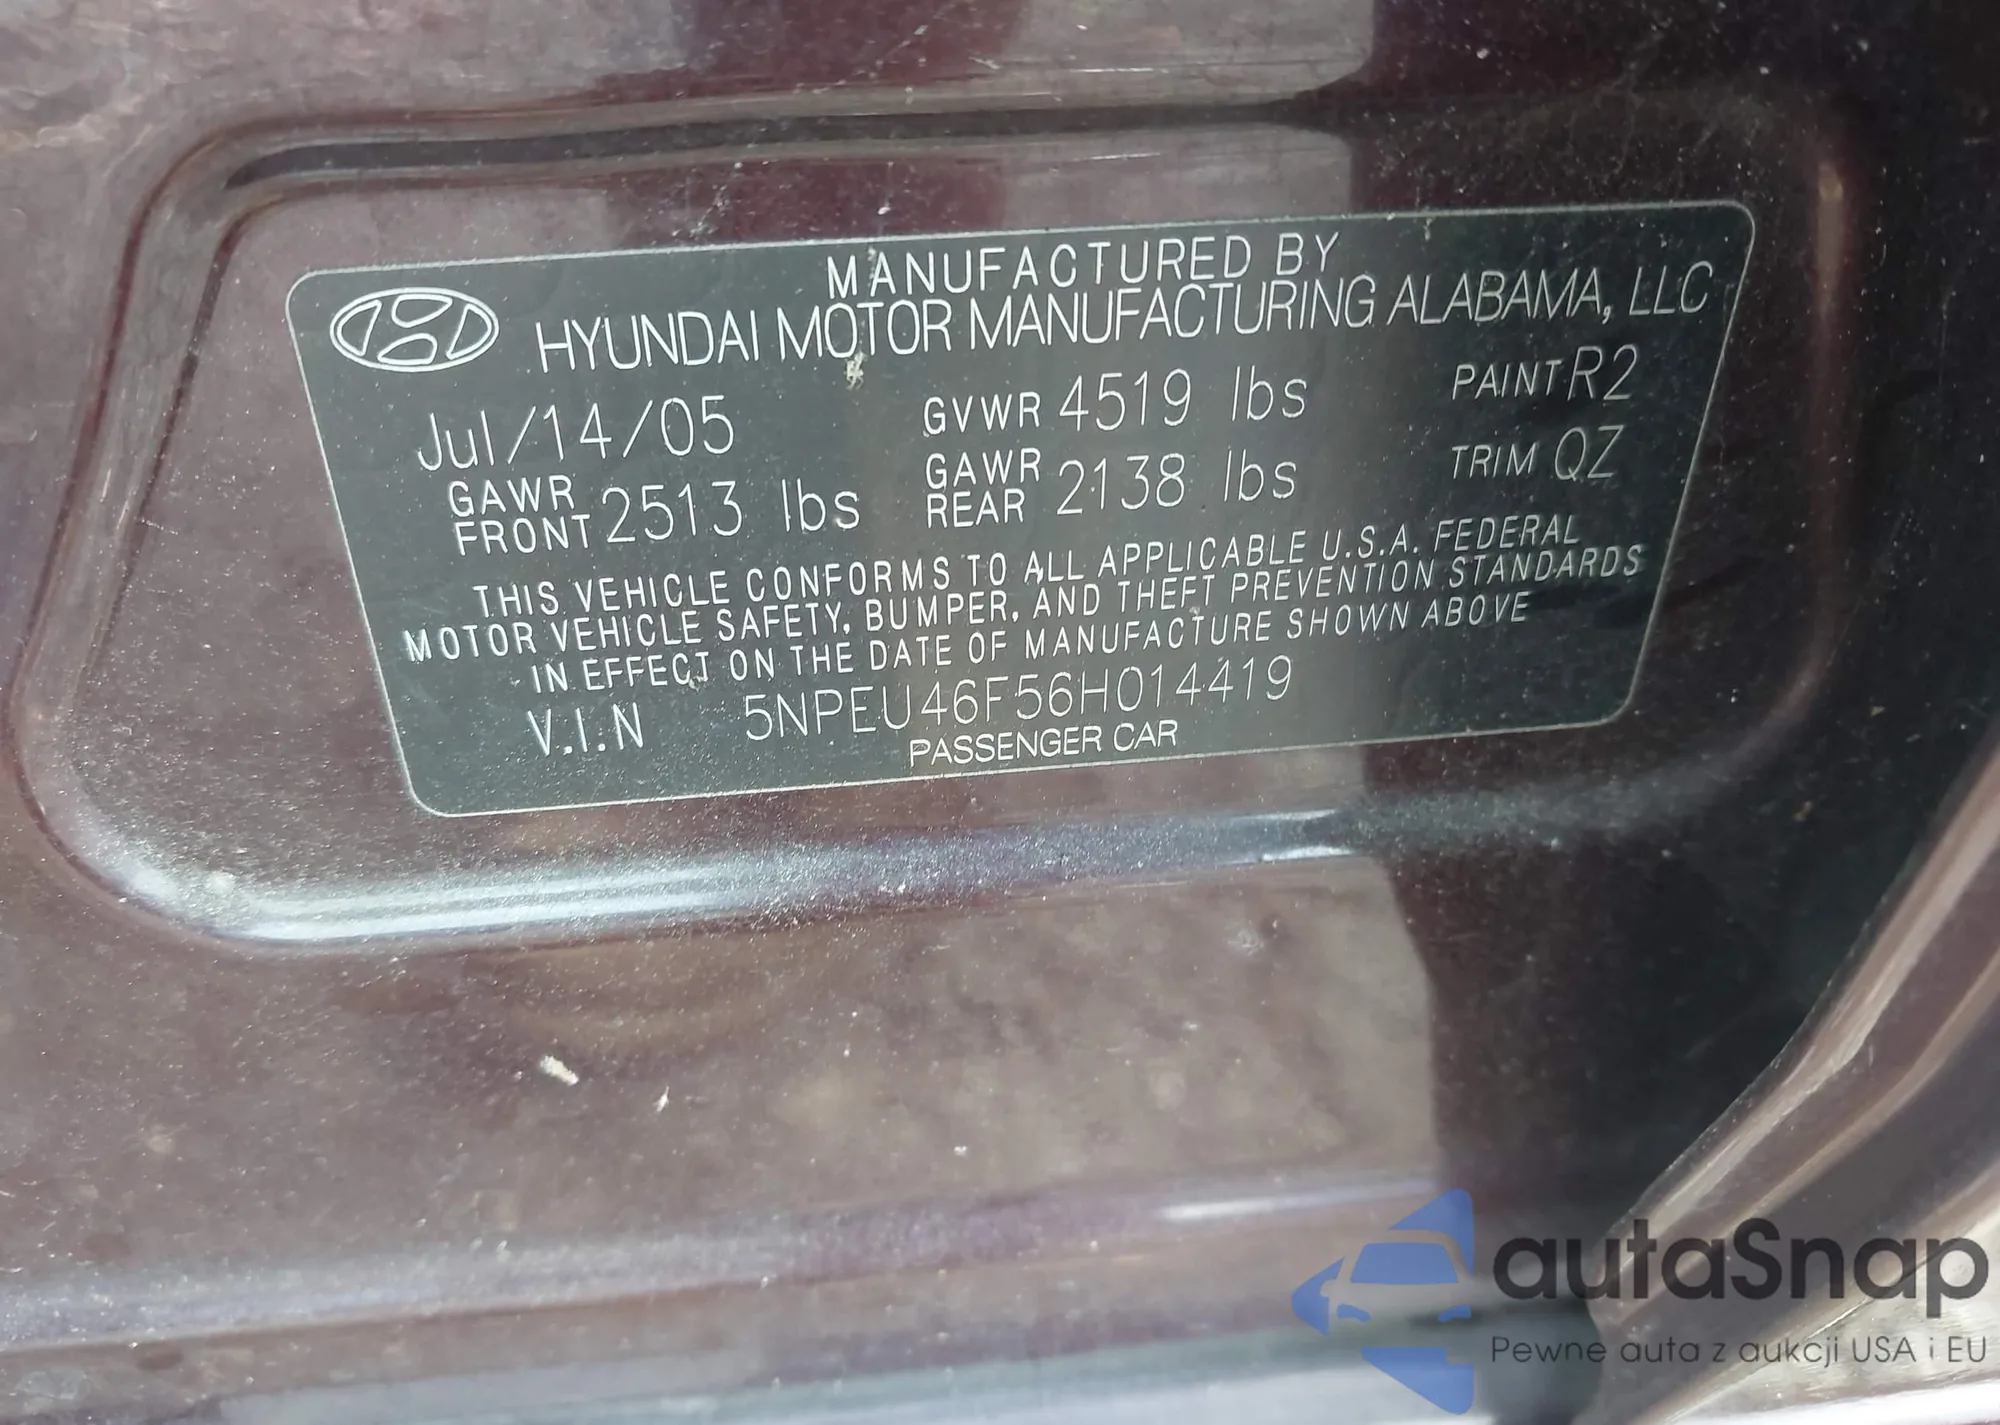 MANUFACTURED BY
HYUNDAI MOTOR MANUFACTURING ALABAMA, LLC
Jul/14/05 GVWR 4519 lbs PAINT R2
GAWR FRONT 2513 lbs GAWR REAR 2138 lbs TRIM QZ
THIS VEHICLE CONFORMS TO ALL APPLICABLE U.S.A. FEDERAL
MOTOR VEHICLE SAFETY, BUMPER, AND THEFT PREVENTION STANDARDS
IN EFFECT ON THE DATE OF MANUFACTURE SHOWN ABOVE
V.I.N 5NPEU46F56H014419
PASSENGER CAR
autaSnap
Pewne auta z aukcji USA i EU